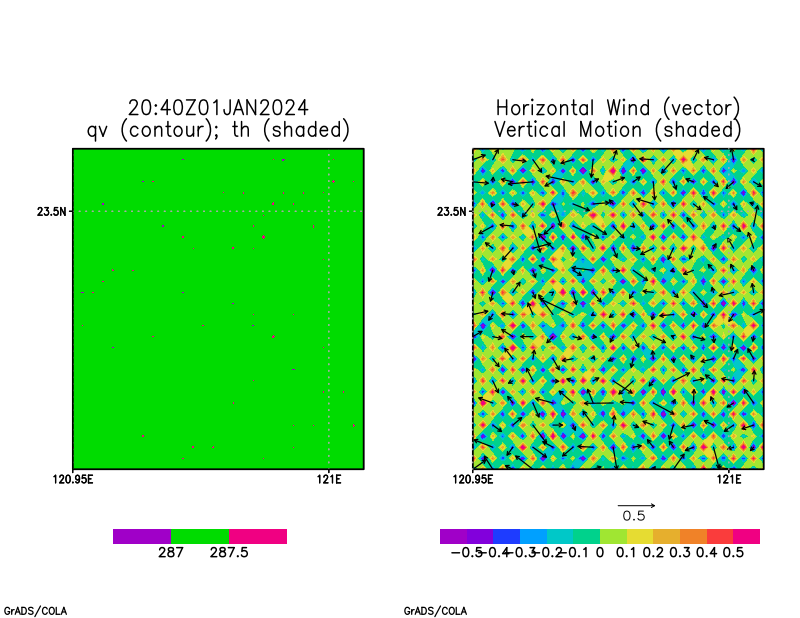 20:40Z01JAN2024
qv (contour); th (shaded)
23.5N
120.95E 121E
287 287.5
GrADS/COLA
Horizontal Wind (vector)
Vertical Motion (shaded)
23.5N
120.95E 121E
0.5
-0.5 -0.4 -0.3 -0.2 -0.1 0 0.1 0.2 0.3 0.4 0.5
GrADS/COLA